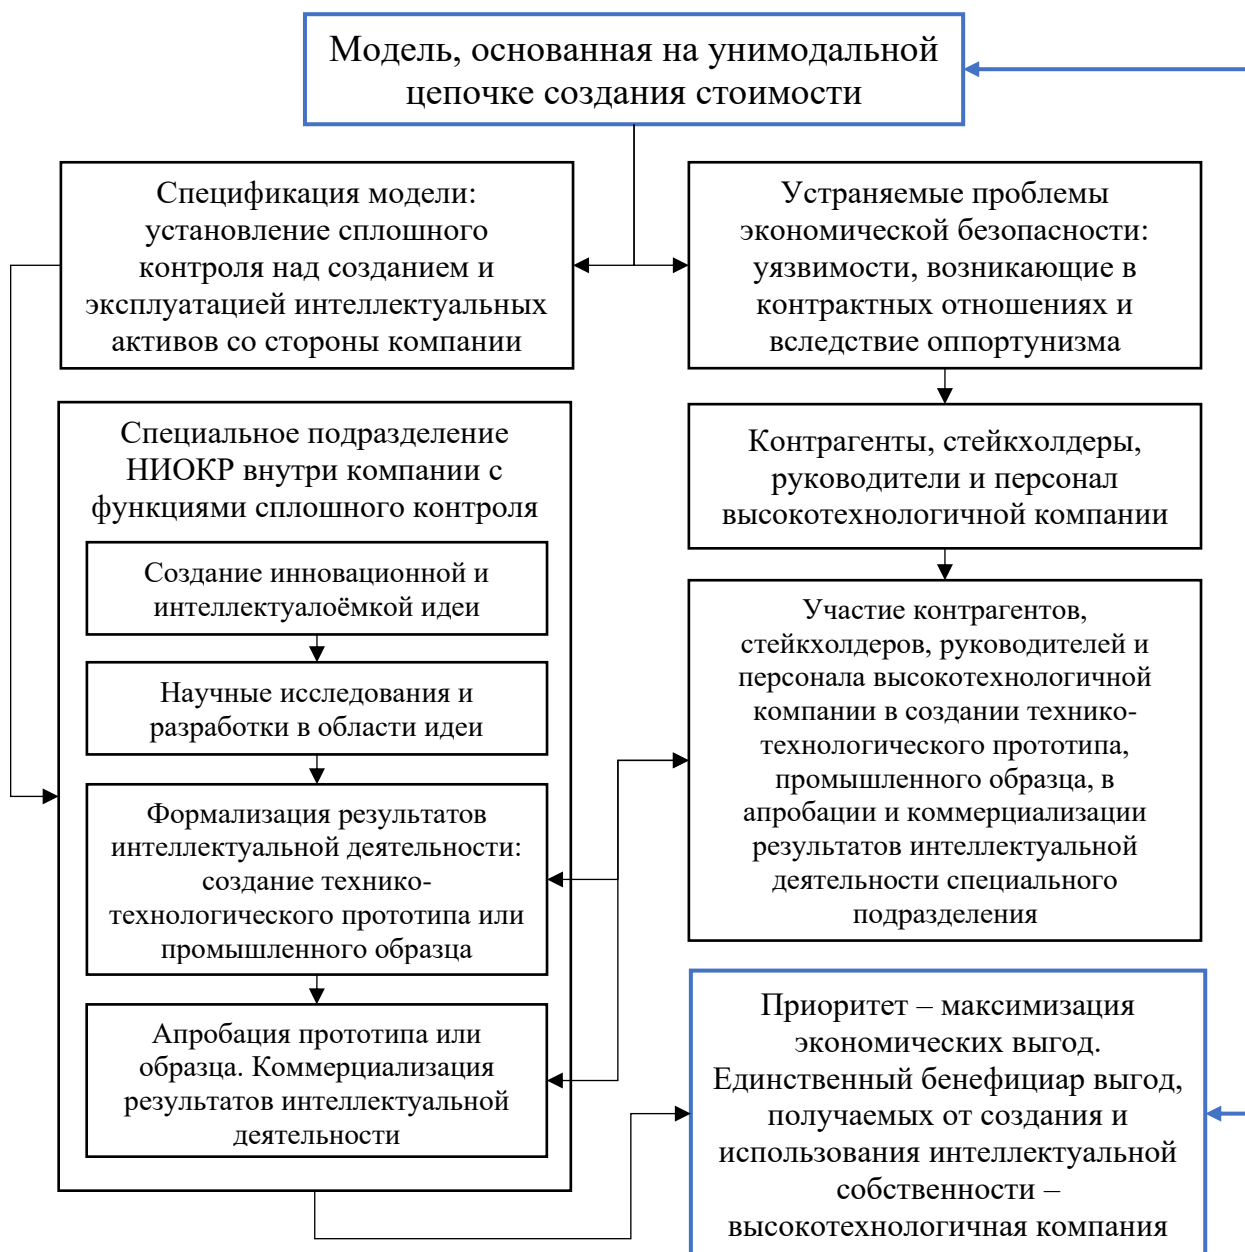 Модель, основанная на унимодальной
цепочке создания стоимости
Спецификация модели:
установление сплошного
контроля над созданием и
эксплуатацией интеллектуальных
активов со стороны компании
Устраняемые проблемы
экономической безопасности:
уязвимости, возникающие в
контрактных отношениях и
вследствие оппортунизма
Специальное подразделение
НИОКР внутри компании с
функциями сплошного контроля
Создание инновационной и
интеллектуалоёмкой идеи
Научные исследования и
разработки в области идеи
Формализация результатов
интеллектуальной деятельности:
создание технико-
технологического прототипа или
промышленного образца
Апробация прототипа или
образца. Коммерциализация
результатов интеллектуальной
деятельности
Контрагенты, стейкхолдеры,
руководители и персонал
высокотехнологичной компании
Участие контрагентов,
стейкхолдеров, руководителей и
персонала высокотехнологичной
компании в создании технико-
технологического прототипа,
промышленного образца, в
апробации и коммерциализации
результатов интеллектуальной
деятельности специального
подразделения
Приоритет – максимизация
экономических выгод.
Единственный бенефициар выгод,
получаемых от создания и
использования интеллектуальной
собственности –
высокотехнологичная компания